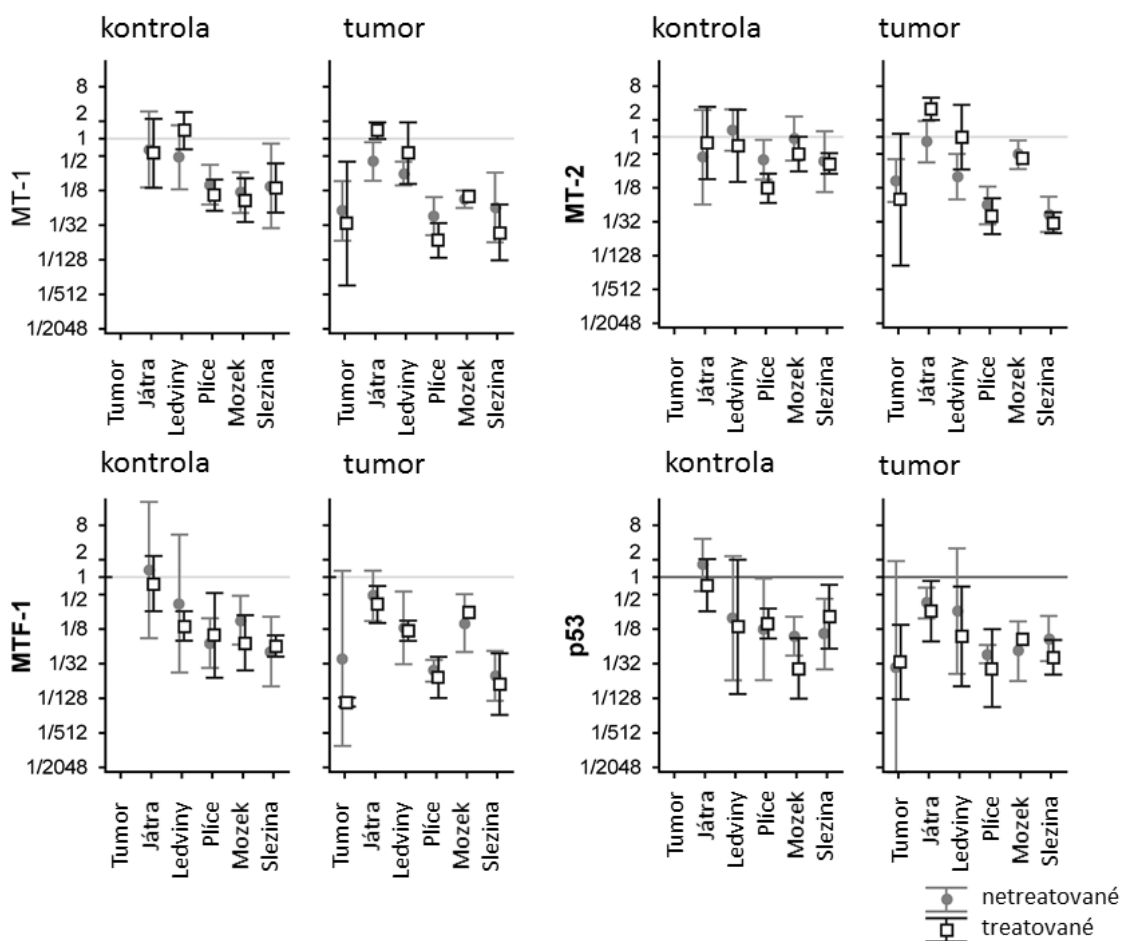 kontrola
tumor
MT-1
8
2
1
1/2
1/8
1/32
1/128
1/512
1/2048
Tumor
Játra
Ledviny
Plíce
Mozek
Slezina
Tumor
Játra
Ledviny
Plíce
Mozek
Slezina
kontrola
tumor
MT-2
8
2
1
1/2
1/8
1/32
1/128
1/512
1/2048
Tumor
Játra
Ledviny
Plíce
Mozek
Slezina
Tumor
Játra
Ledviny
Plíce
Mozek
Slezina
kontrola
tumor
MTF-1
8
2
1
1/2
1/8
1/32
1/128
1/512
1/2048
Tumor
Játra
Ledviny
Plíce
Mozek
Slezina
Tumor
Játra
Ledviny
Plíce
Mozek
Slezina
kontrola
tumor
p53
8
2
1
1/2
1/8
1/32
1/128
1/512
1/2048
Tumor
Játra
Ledviny
Plíce
Mozek
Slezina
Tumor
Játra
Ledviny
Plíce
Mozek
Slezina
netreatované
treatované